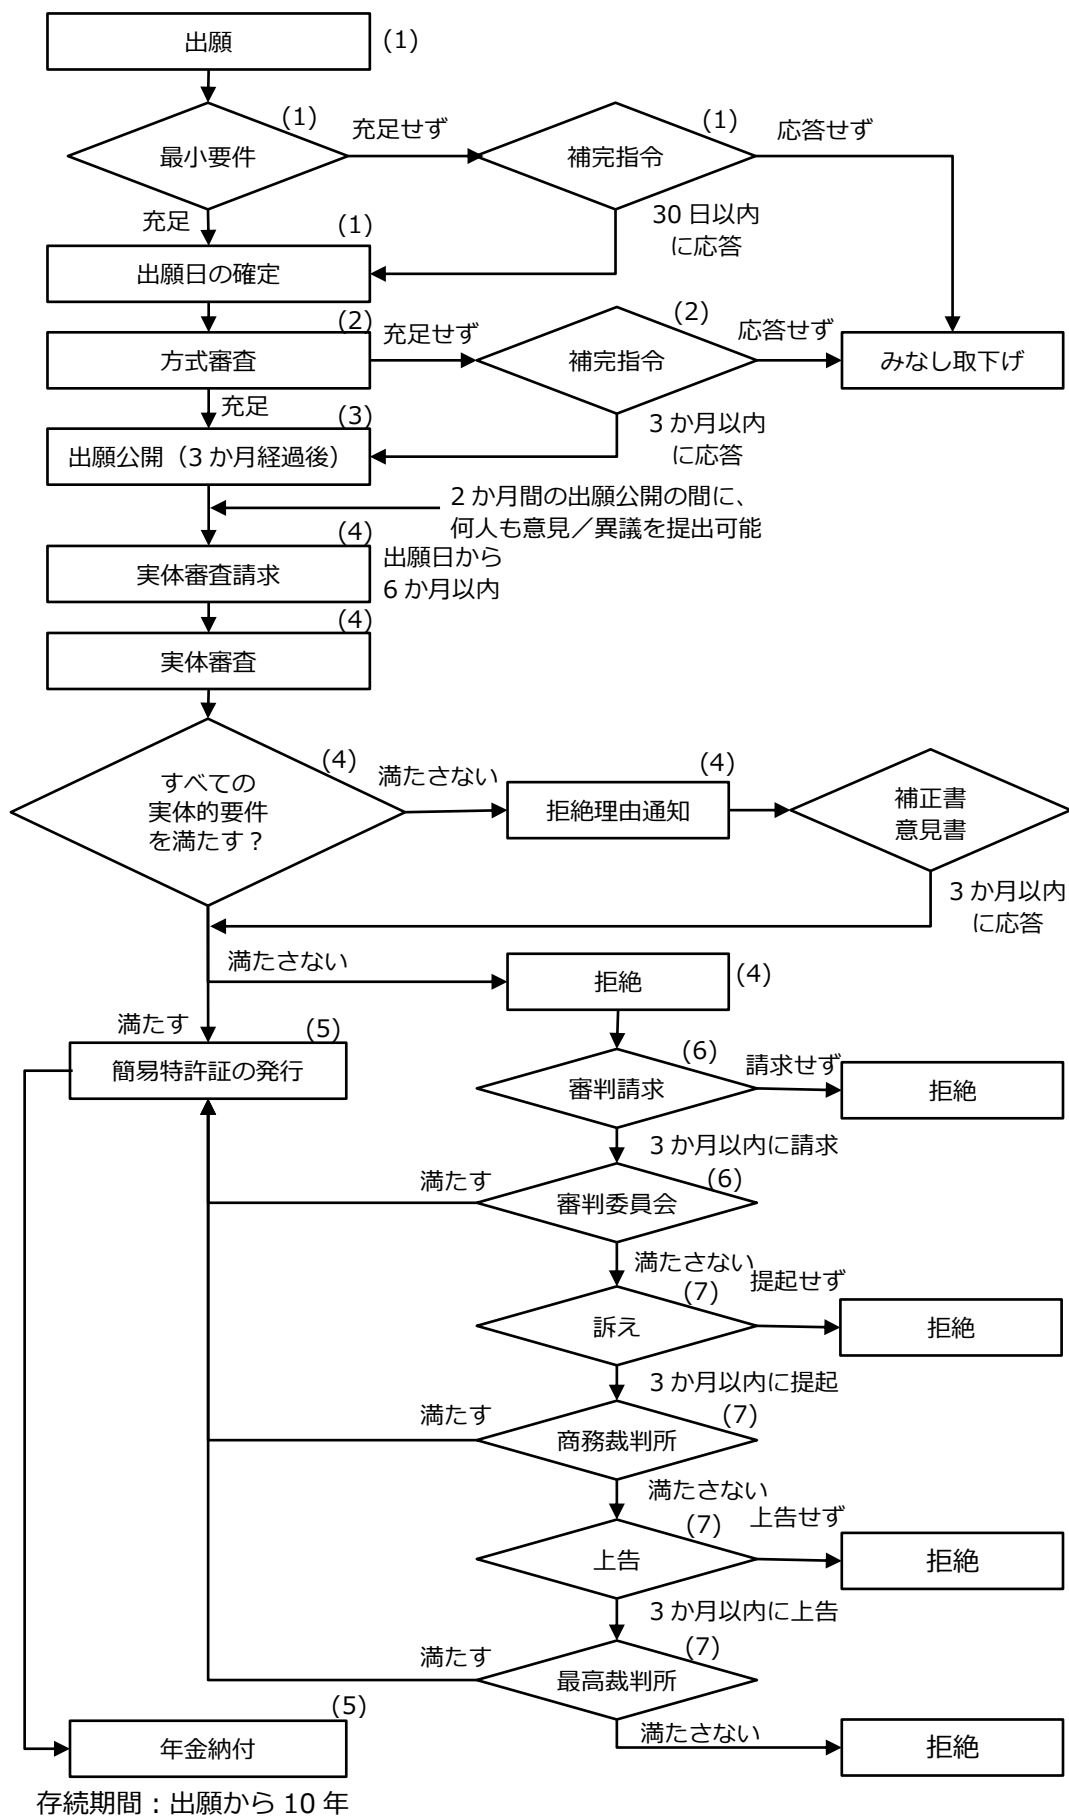 出願
(1)
最小要件
(1)
充足せず
補完指令
(1)
応答せず
充足
30 日以内
に応答
(1)
出願日の確定
(2)
方式審査
充足せず
補完指令
(2)
応答せず
みなし取下げ
充足
3 か月以内
に応答
(3)
出願公開（3 か月経過後）
2 か月間の出願公開の間に、
何人も意見／異議を提出可能
(4)
実体審査請求
出願日から
6 か月以内
(4)
実体審査
すべての
実体的要件
を満たす？
(4)
満たさない
(4)
拒絶理由通知
補正書
意見書
3 か月以内
に応答
満たさない
拒絶
(4)
満たす
(5)
簡易特許証の発行
審判請求
(6)
請求せず
拒絶
3 か月以内に請求
満たす
審判委員会
(6)
満たさない
訴え
(7)
提起せず
拒絶
3 か月以内に提起
満たす
商務裁判所
(7)
満たさない
上告
(7)
上告せず
拒絶
3 か月以内に上告
満たす
最高裁判所
(7)
満たさない
拒絶
(5)
年金納付
存続期間：出願から 10 年